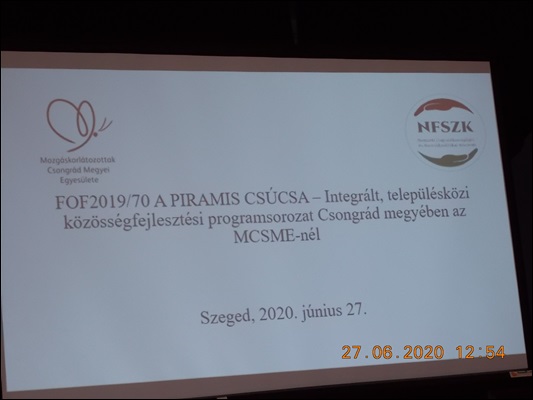 Mozgáskorlátozottak
Csongrád Megyei
Egyesülete
NFSZK
FOF2019/70 A PIRAMIS CSÚCSA – Integrált, településközi
közösségfejlesztési programsorozat Csongrád megyében az
MCSME-nél
Szeged, 2020. június 27.
27.06.2020 12:54